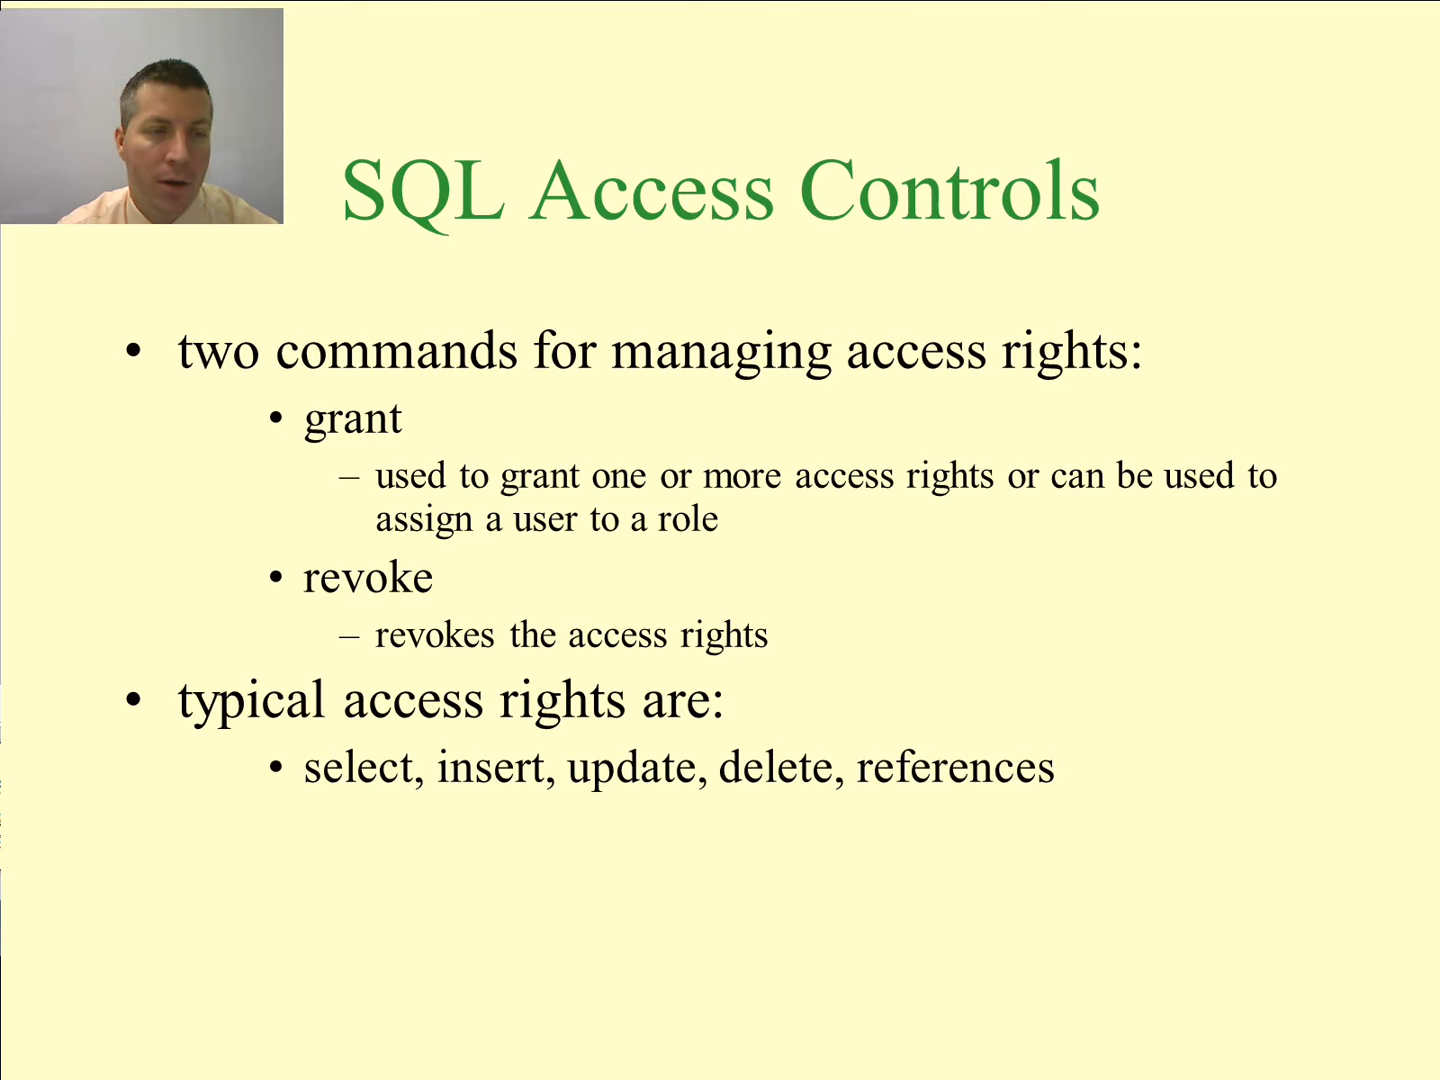 SQL Access Controls
• two commands for managing access rights:
• grant
– used to grant one or more access rights or can be used to
assign a user to a role
• revoke
– revokes the access rights
• typical access rights are:
• select, insert, update, delete, references